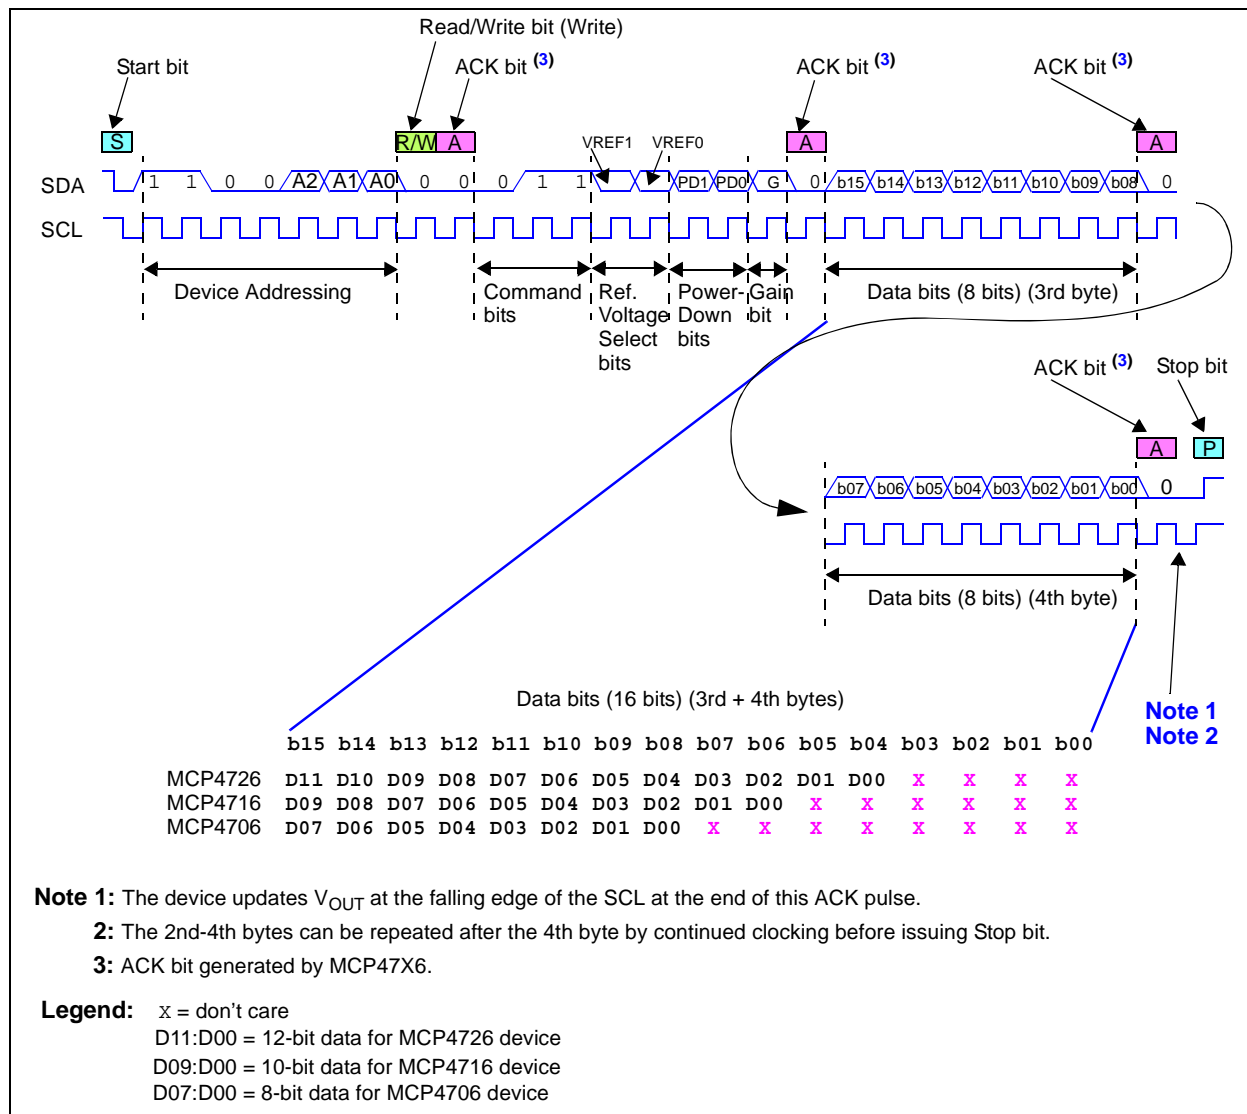 Read/Write bit (Write)
Start bit
ACK bit (3)
ACK bit (3)
ACK bit (3)
S
R/W
A
A
A
VREF1
VREF0
SDA
1 1 0 0 A2 A1 A0 0 0 0 1 1 PD1 PD0 G 0 b15 b14 b13 b12 b11 b10 b09 b08 0
SCL
Device Addressing
Command bits
Ref. Voltage Select bits
Power-Down bits
Gain bit
Data bits (8 bits) (3rd byte)
ACK bit (3)
Stop bit
A
P
b07 b06 b05 b04 b03 b02 b01 b00 0
Data bits (8 bits) (4th byte)
Note 1
Note 2
Data bits (16 bits) (3rd + 4th bytes)
b15 b14 b13 b12 b11 b10 b09 b08 b07 b06 b05 b04 b03 b02 b01 b00
MCP4726 D11 D10 D09 D08 D07 D06 D05 D04 D03 D02 D01 D00 X X X X
MCP4716 D09 D08 D07 D06 D05 D04 D03 D02 D01 D00 X X X X X X
MCP4706 D07 D06 D05 D04 D03 D02 D01 D00 X X X X X X X X
Note 1: The device updates VOUT at the falling edge of the SCL at the end of this ACK pulse.
2: The 2nd-4th bytes can be repeated after the 4th byte by continued clocking before issuing Stop bit.
3: ACK bit generated by MCP47X6.
Legend: X = don't care
D11:D00 = 12-bit data for MCP4726 device
D09:D00 = 10-bit data for MCP4716 device
D07:D00 = 8-bit data for MCP4706 device